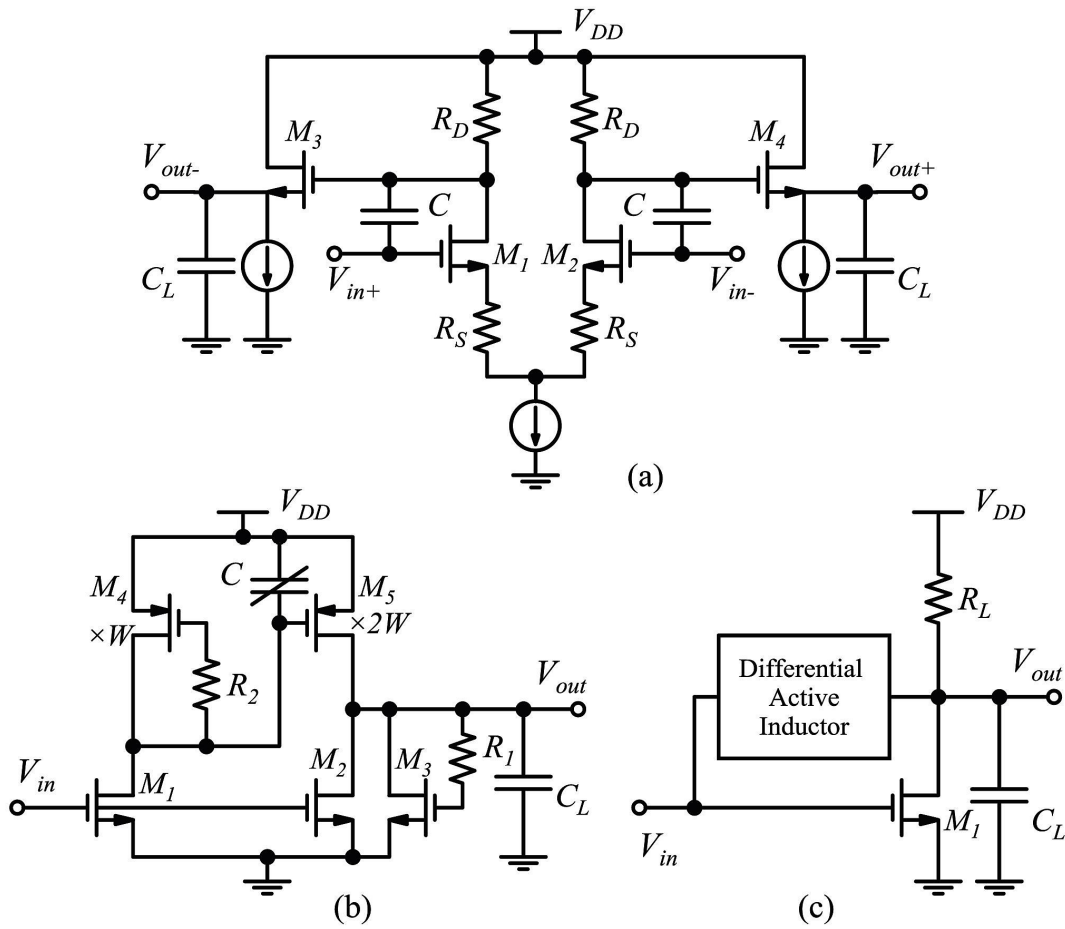 V_DD
R_D R_D
M_3 M_4
V_out- V_out+
C C
M_1 M_2
V_in+ V_in-
C_L C_L
R_S R_S
(a)
V_DD V_DD
C
M_4 M_5
×W ×2W
R_L
R_2
V_out V_out
Differential
Active
Inductor
R_1
V_in M_1 M_2 M_3
C_L
M_1 C_L
V_in
(b) (c)